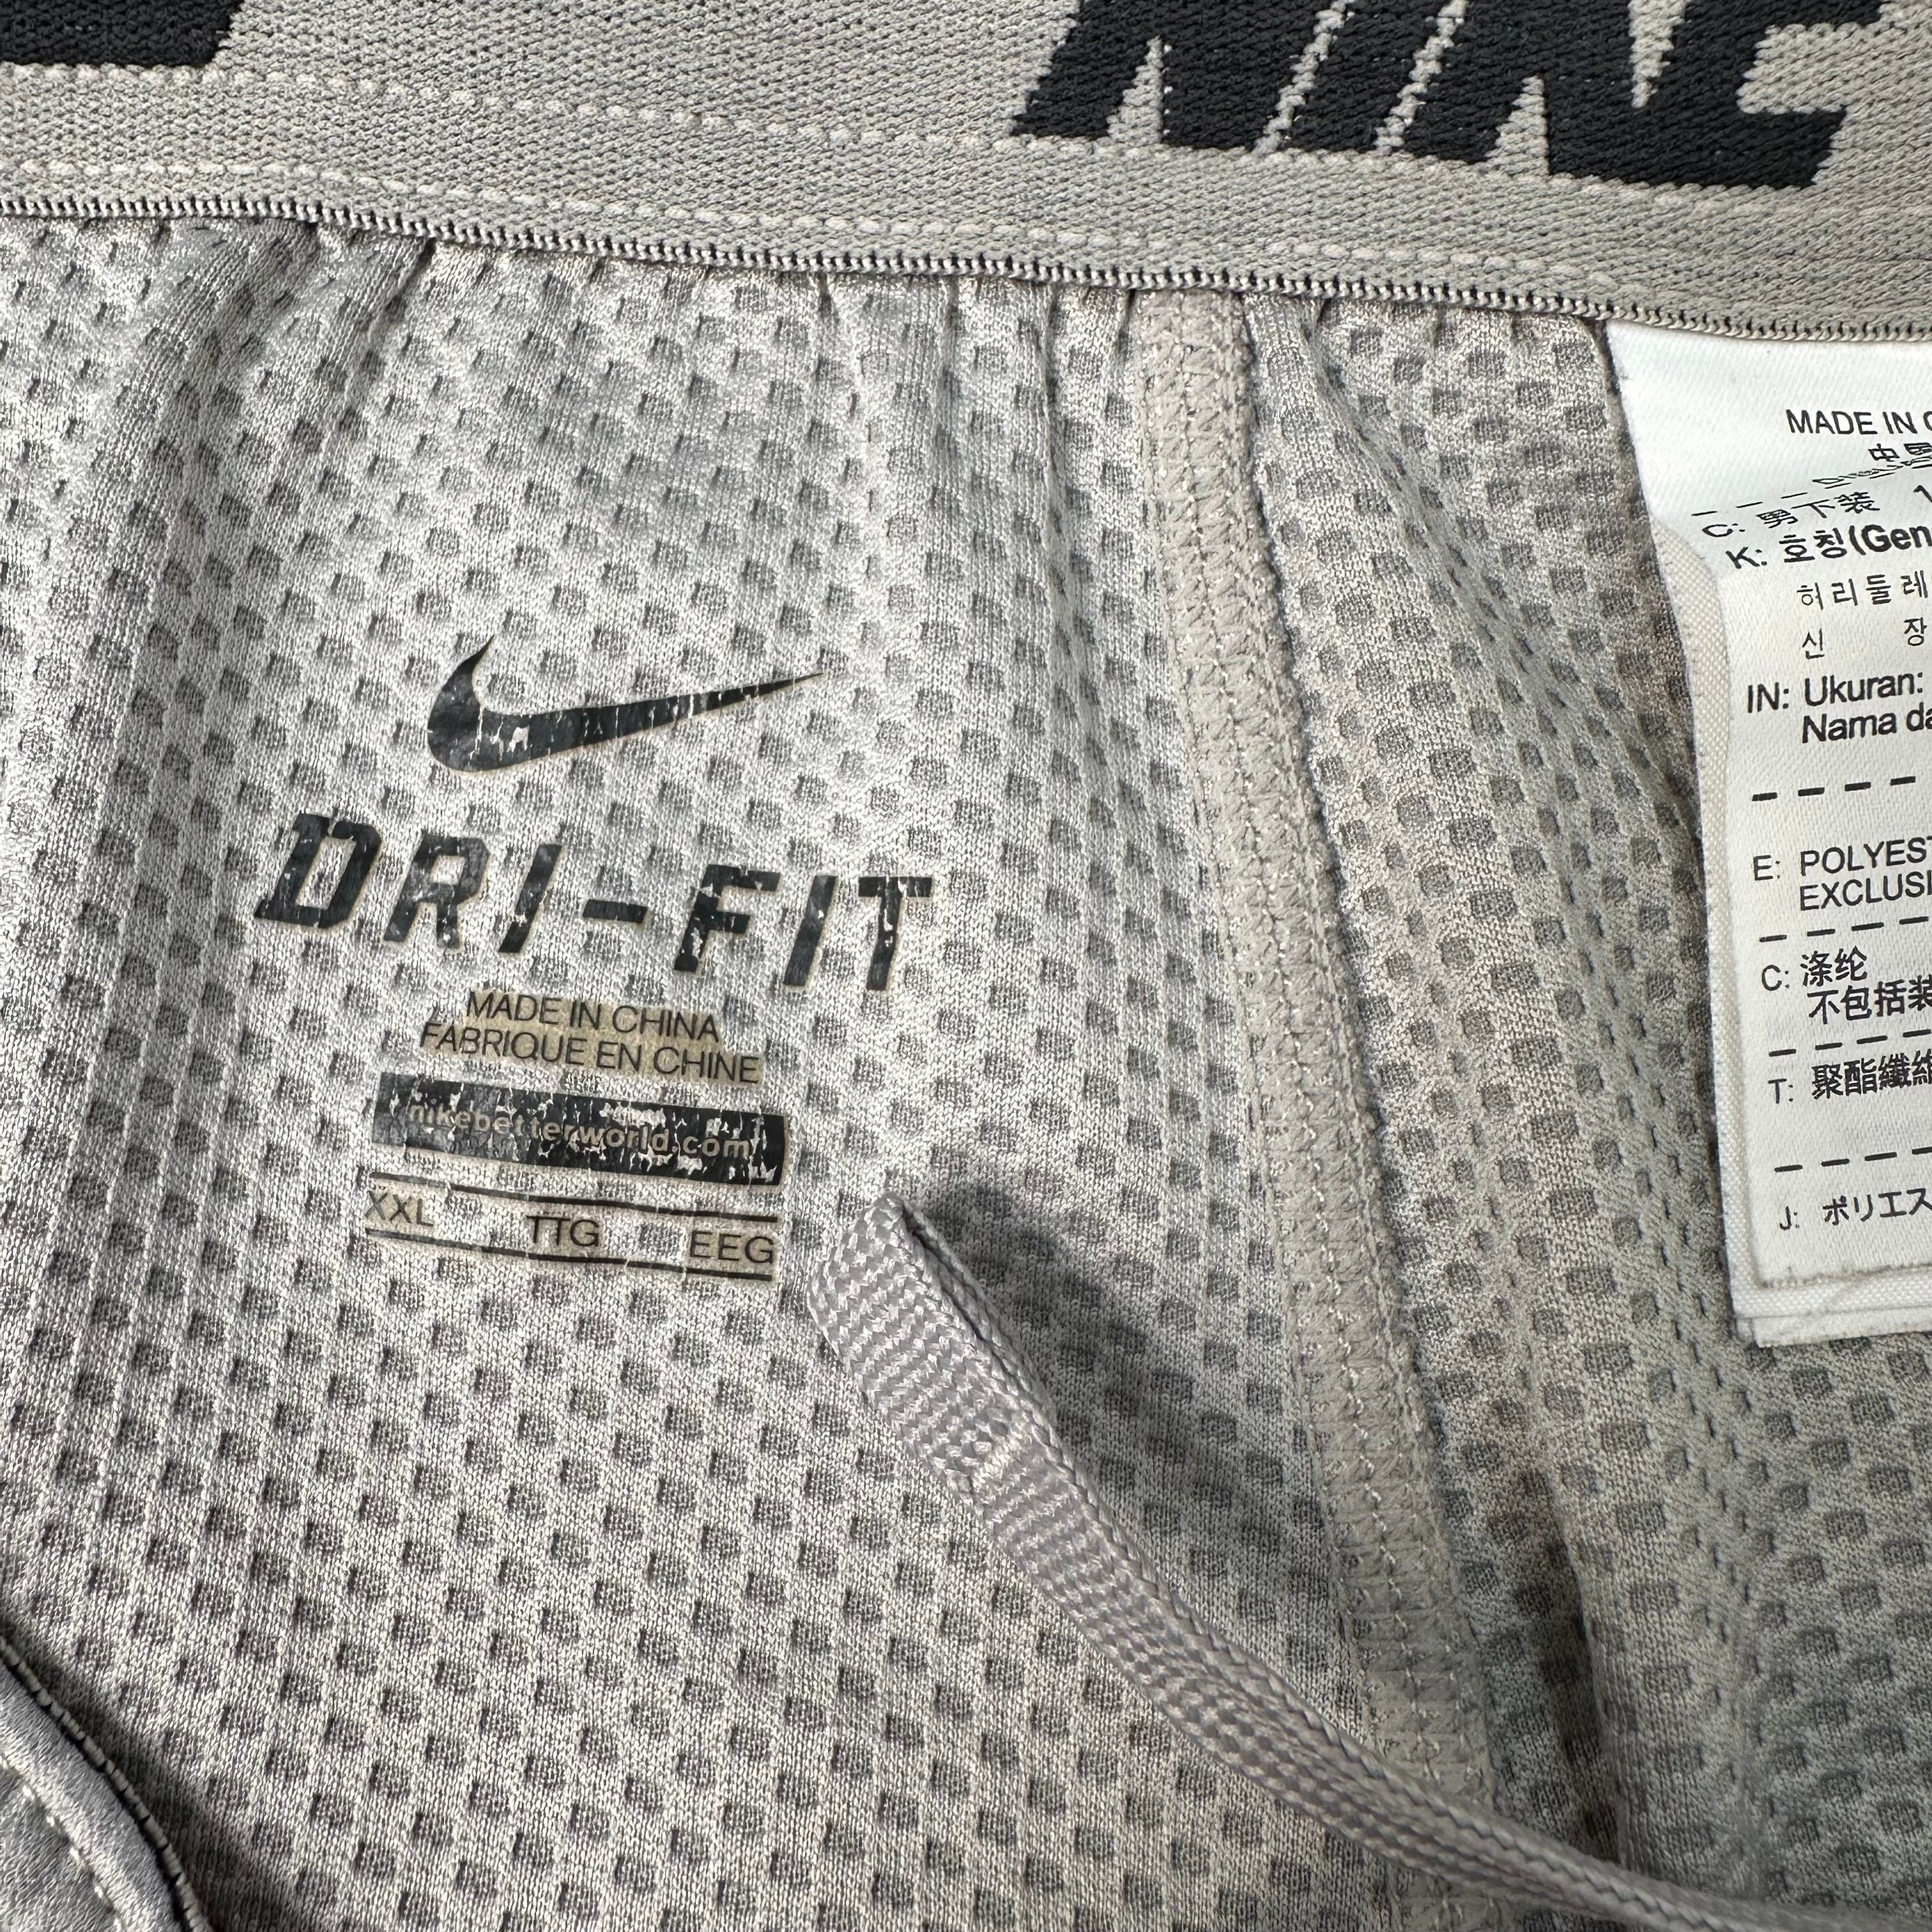 NIKE
DRI-FIT
MADE IN CHINA
FABRIQUE EN CHINE
nikebetterworld.com
XXL TTG EEG
MADE IN
C: 男下装
K: 호칭(Gen
허리둘레
신 장
IN: Ukuran:
Nama da
E: POLYEST
EXCLUSI
C: 涤纶
不包括装
T: 聚酯纖維
J: ポリエス